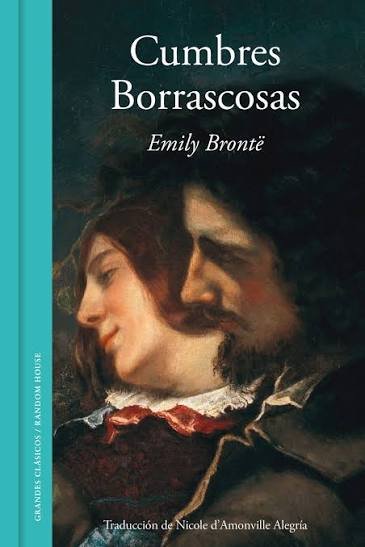 Cumbres
Borrascosas
Emily Brontë
GRANDES CLÁSICOS / RANDOM HOUSE
Traducción de Nicole d'Amonville Alegría